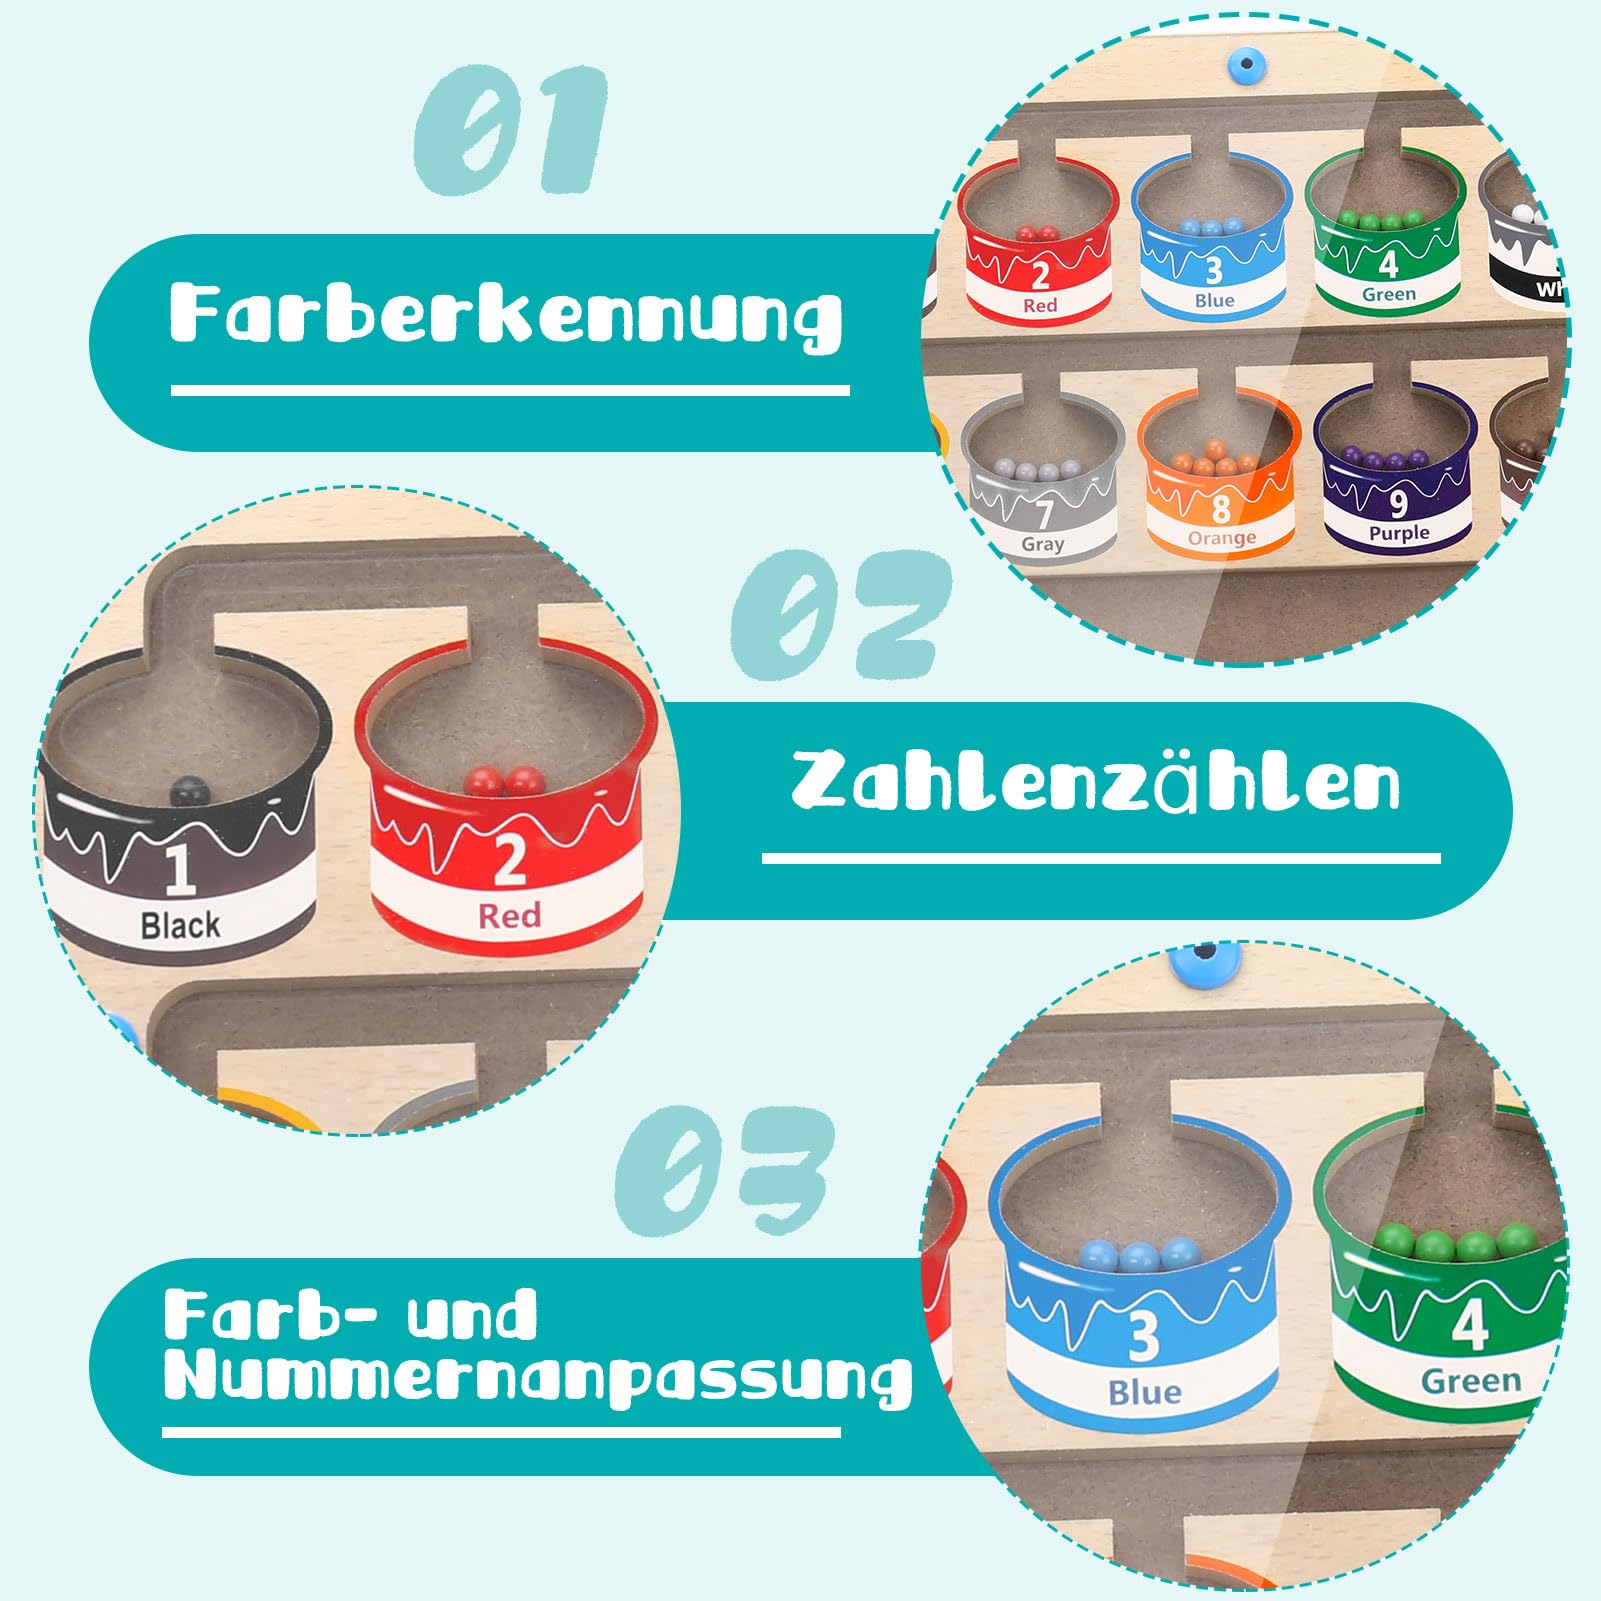 01
Farberkennung
2
Red
3
Blue
4
Green
7
Gray
8
Orange
9
Purple
02
Zahlenzählen
1
Black
2
Red
03
Farb- und
Nummernanpassung
3
Blue
4
Green